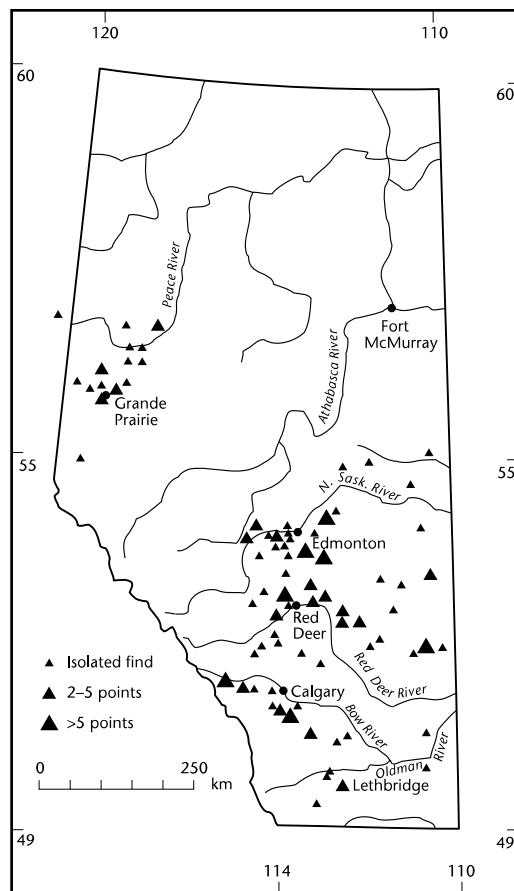 120
110
60
60
Peace River
Fort
McMurray
Athabasca River
Grande
Prairie
55
55
N. Sask. River
Edmonton
Red
Deer
Red Deer River
Isolated find
2–5 points
>5 points
Calgary
Bow River
Oldman
River
0
250
km
Lethbridge
49
49
114
110